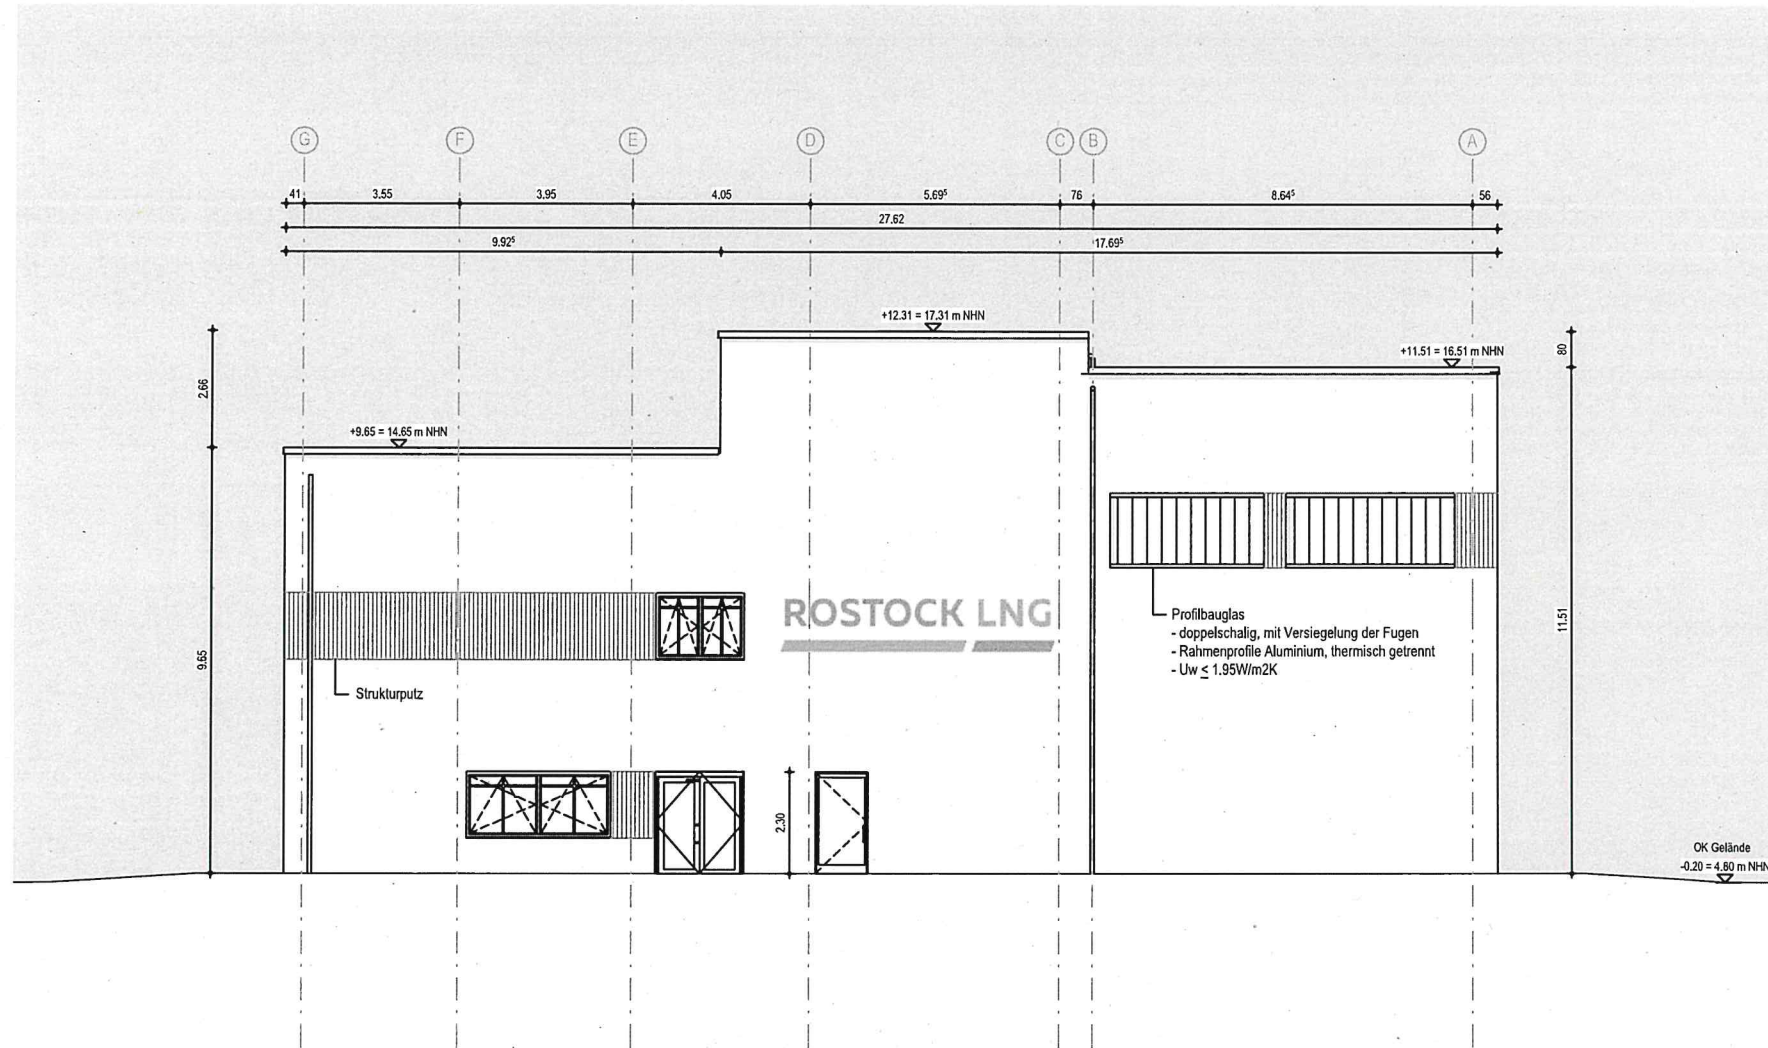 G F E D C B A
41 3.55 3.95 4.05 5.69⁵ 76 8.64⁵ 56
27.62
9.92⁵ 17.69⁵
+12.31 = 17.31 m NHN
+11.51 = 16.51 m NHN
80
2.66
+9.65 = 14.65 m NHN
ROSTOCK LNG
Profilbauglas
- doppelschalig, mit Versiegelung der Fugen
- Rahmenprofile Aluminium, thermisch getrennt
- Uw ≤ 1.95W/m2K
11.51
9.65
Strukturputz
2.30
OK Gelände
-0.20 = 4.80 m NHN